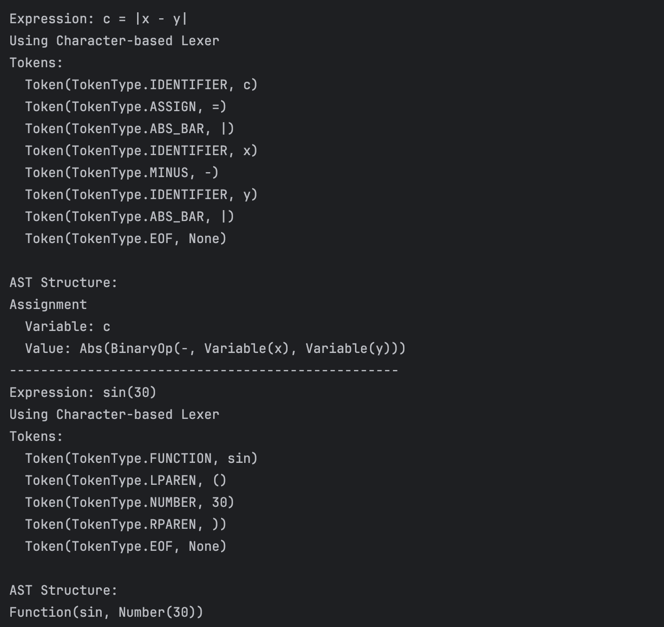 Expression: c = |x - y|
Using Character-based Lexer
Tokens:
  Token(TokenType.IDENTIFIER, c)
  Token(TokenType.ASSIGN, =)
  Token(TokenType.ABS_BAR, |)
  Token(TokenType.IDENTIFIER, x)
  Token(TokenType.MINUS, -)
  Token(TokenType.IDENTIFIER, y)
  Token(TokenType.ABS_BAR, |)
  Token(TokenType.EOF, None)

AST Structure:
Assignment
  Variable: c
  Value: Abs(BinaryOp(-, Variable(x), Variable(y)))
--------------------------------------------------
Expression: sin(30)
Using Character-based Lexer
Tokens:
  Token(TokenType.FUNCTION, sin)
  Token(TokenType.LPAREN, ()
  Token(TokenType.NUMBER, 30)
  Token(TokenType.RPAREN, ))
  Token(TokenType.EOF, None)

AST Structure:
Function(sin, Number(30))